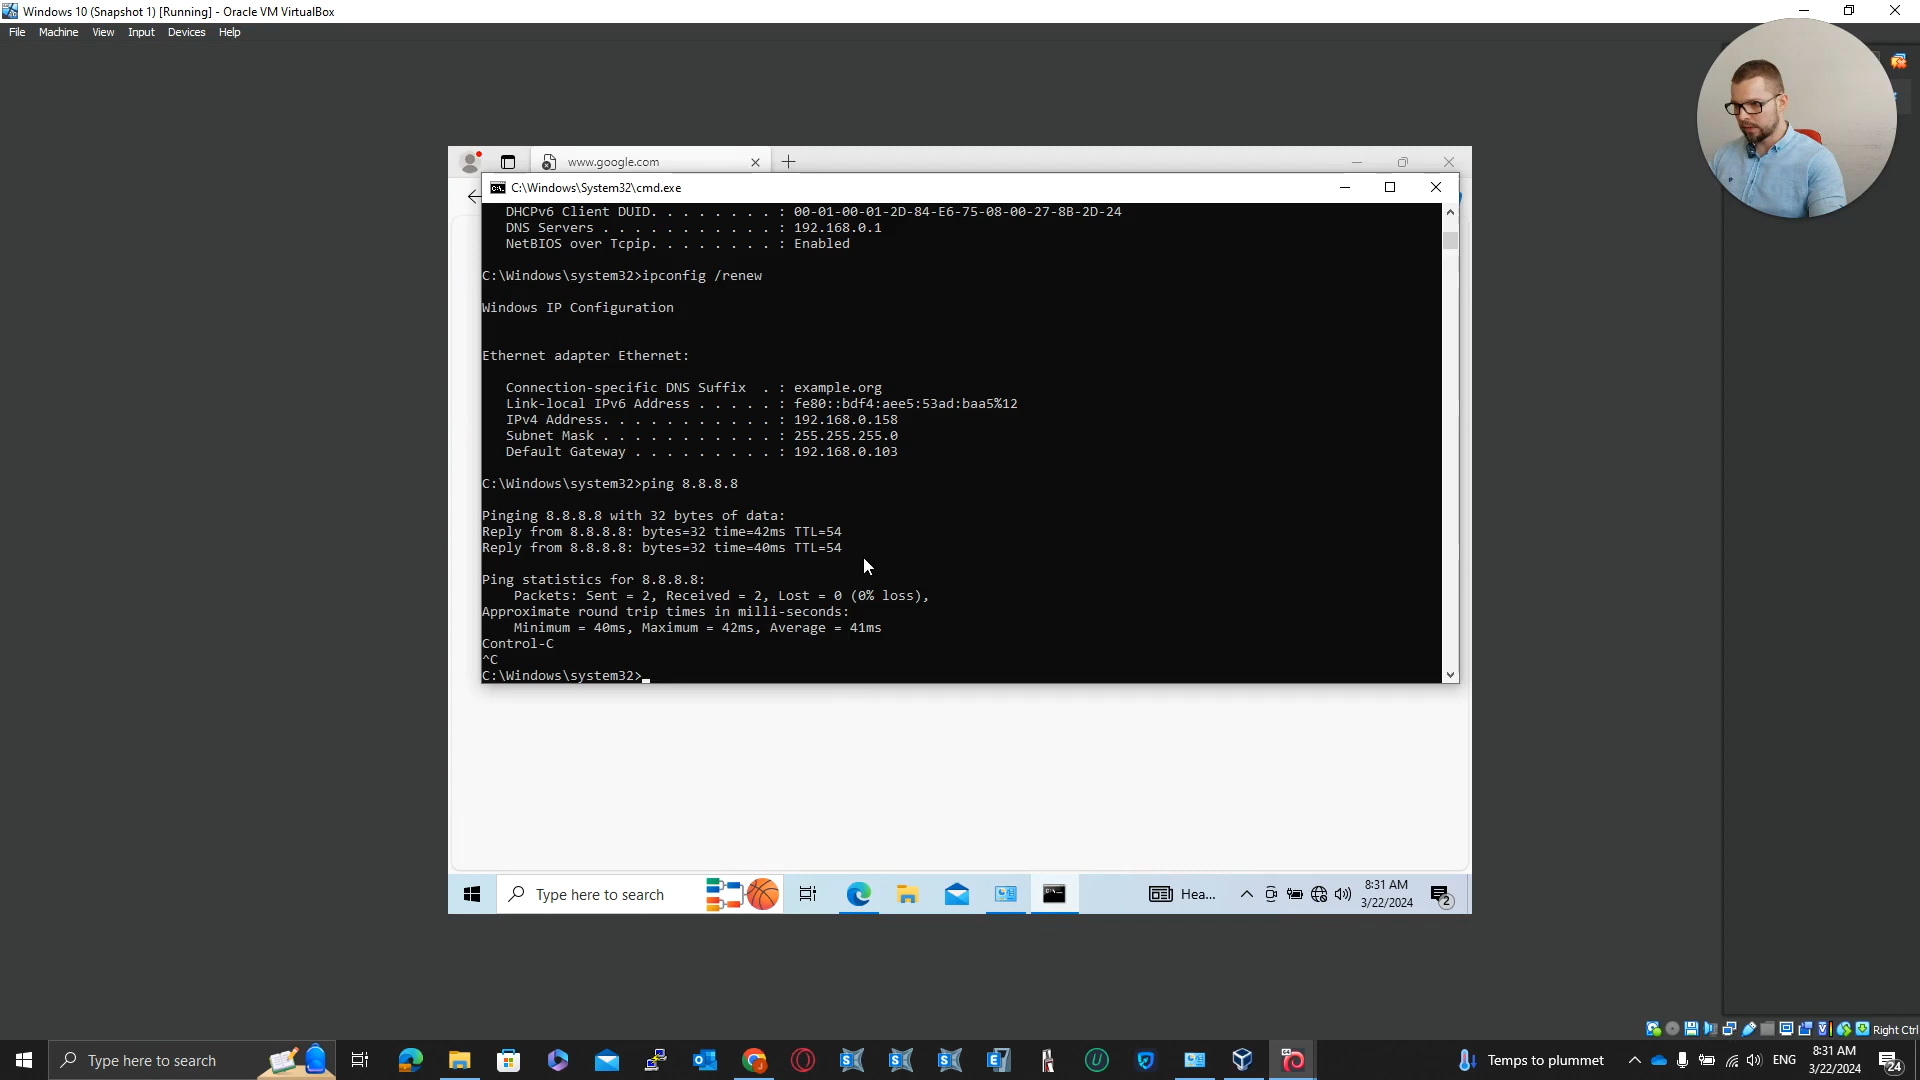 Windows 10 (Snapshot 1) [Running] - Oracle VM VirtualBox
File Machine View Input Devices Help
www.google.com
C:\Windows\System32\cmd.exe
DHCPv6 Client DUID. . . . . . . . : 00-01-00-01-2D-84-E6-75-08-00-27-8B-2D-24
DNS Servers . . . . . . . . . . . : 192.168.0.1
NetBIOS over Tcpip. . . . . . . . : Enabled
C:\Windows\system32>ipconfig /renew
Windows IP Configuration
Ethernet adapter Ethernet:
Connection-specific DNS Suffix  . : example.org
Link-local IPv6 Address . . . . . : fe80::bdf4:aee5:53ad:baa5%12
IPv4 Address. . . . . . . . . . . : 192.168.0.158
Subnet Mask . . . . . . . . . . . : 255.255.255.0
Default Gateway . . . . . . . . . : 192.168.0.103
C:\Windows\system32>ping 8.8.8.8
Pinging 8.8.8.8 with 32 bytes of data:
Reply from 8.8.8.8: bytes=32 time=42ms TTL=54
Reply from 8.8.8.8: bytes=32 time=40ms TTL=54
Ping statistics for 8.8.8.8:
Packets: Sent = 2, Received = 2, Lost = 0 (0% loss),
Approximate round trip times in milli-seconds:
Minimum = 40ms, Maximum = 42ms, Average = 41ms
Control-C
^C
C:\Windows\system32>_
Type here to search
Hea...
8:31 AM
3/22/2024
2
Right Ctrl
Type here to search
Temps to plummet
ENG
8:31 AM
3/22/2024
24